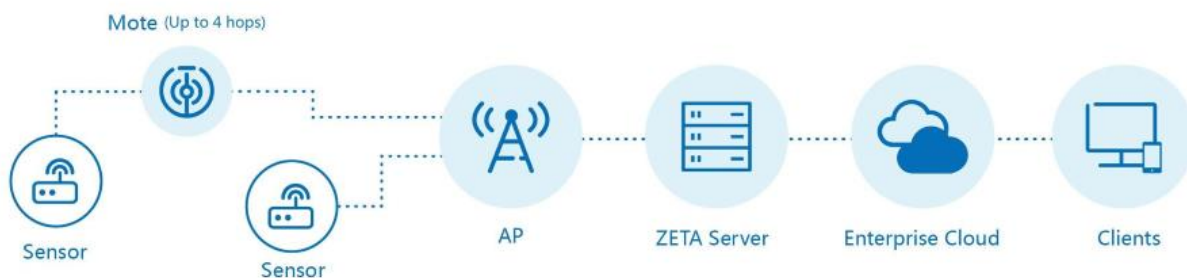 Mote (Up to 4 hops)
Sensor
Sensor
AP
ZETA Server
Enterprise Cloud
Clients